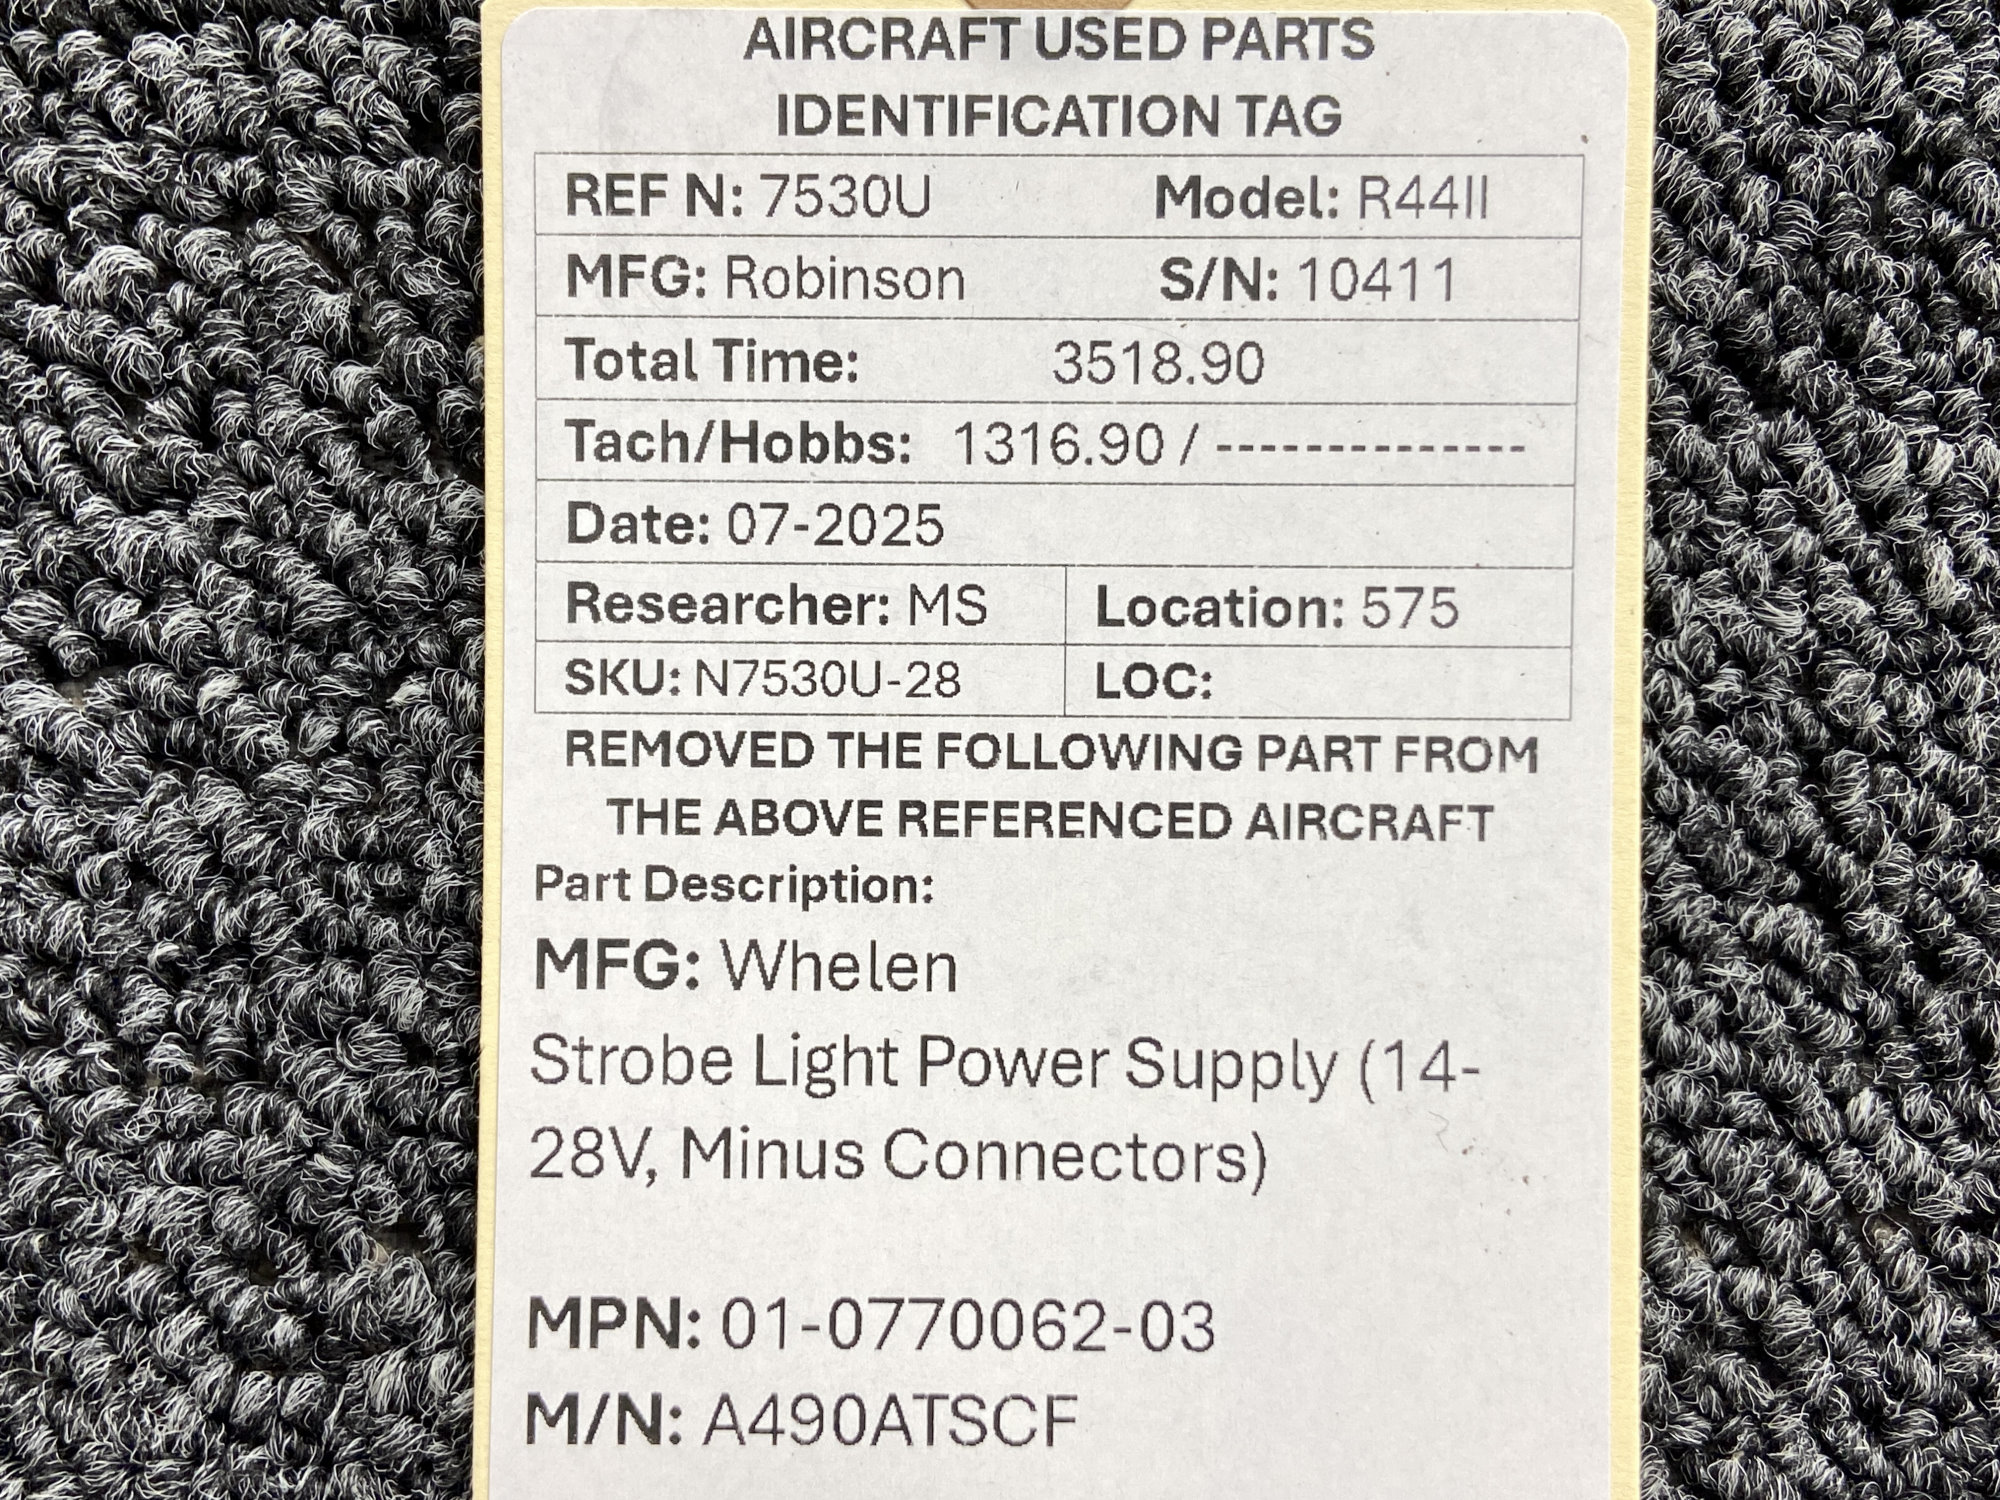 AIRCRAFT USED PARTS
IDENTIFICATION TAG
REF N: 7530U Model: R44II
MFG: Robinson S/N: 10411
Total Time: 3518.90
Tach/Hobbs: 1316.90 / --------------
Date: 07-2025
Researcher: MS Location: 575
SKU: N7530U-28 LOC:
REMOVED THE FOLLOWING PART FROM
THE ABOVE REFERENCED AIRCRAFT
Part Description:
MFG: Whelen
Strobe Light Power Supply (14-
28V, Minus Connectors)
MPN: 01-0770062-03
M/N: A490ATSCF